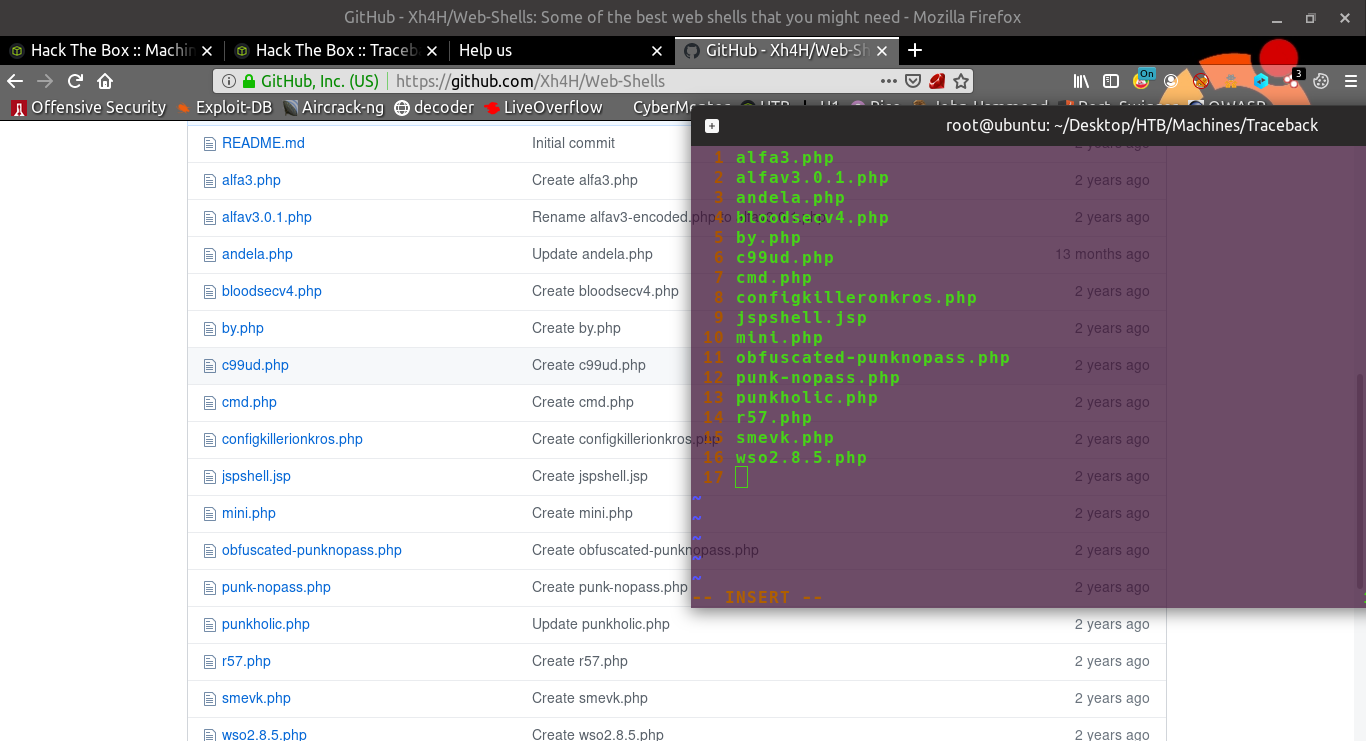 GitHub - Xh4H/Web-Shells: Some of the best web shells that you might need - Mozilla Firefox
Hack The Box :: Machin
Hack The Box :: Traceb
Help us
GitHub - Xh4H/Web-Sh
GitHub, Inc. (US)
https://github.com/Xh4H/Web-Shells
On
3
Offensive Security
Exploit-DB
Aircrack-ng
decoder
LiveOverflow
CyberMentor
HTB
H1
John Hammond
OWASP
root@ubuntu: ~/Desktop/HTB/Machines/Traceback
README.md Initial commit 2 years ago
alfa3.php Create alfa3.php 2 years ago
alfav3.0.1.php Rename alfav3-encoded.php to 2 years ago
andela.php Update andela.php 13 months ago
bloodsecv4.php Create bloodsecv4.php 2 years ago
by.php Create by.php 2 years ago
c99ud.php Create c99ud.php 2 years ago
cmd.php Create cmd.php 2 years ago
configkillerionkros.php Create configkillerionkros.php 2 years ago
jspshell.jsp Create jspshell.jsp 2 years ago
mini.php Create mini.php 2 years ago
obfuscated-punknopass.php Create obfuscated-punknopass.php 2 years ago
punk-nopass.php Create punk-nopass.php 2 years ago
punkholic.php Update punkholic.php 2 years ago
r57.php Create r57.php 2 years ago
smevk.php Create smevk.php 2 years ago
wso2.8.5.php Create wso2.8.5.php 2 years ago
1 alfa3.php
2 alfav3.0.1.php
3 andela.php
4 bloodsecv4.php
5 by.php
6 c99ud.php
7 cmd.php
8 configkilleronkros.php
9 jspshell.jsp
10 mini.php
11 obfuscated-punknopass.php
12 punk-nopass.php
13 punkholic.php
14 r57.php
15 smevk.php
16 wso2.8.5.php
17
~
~
~
~
~
-- INSERT --